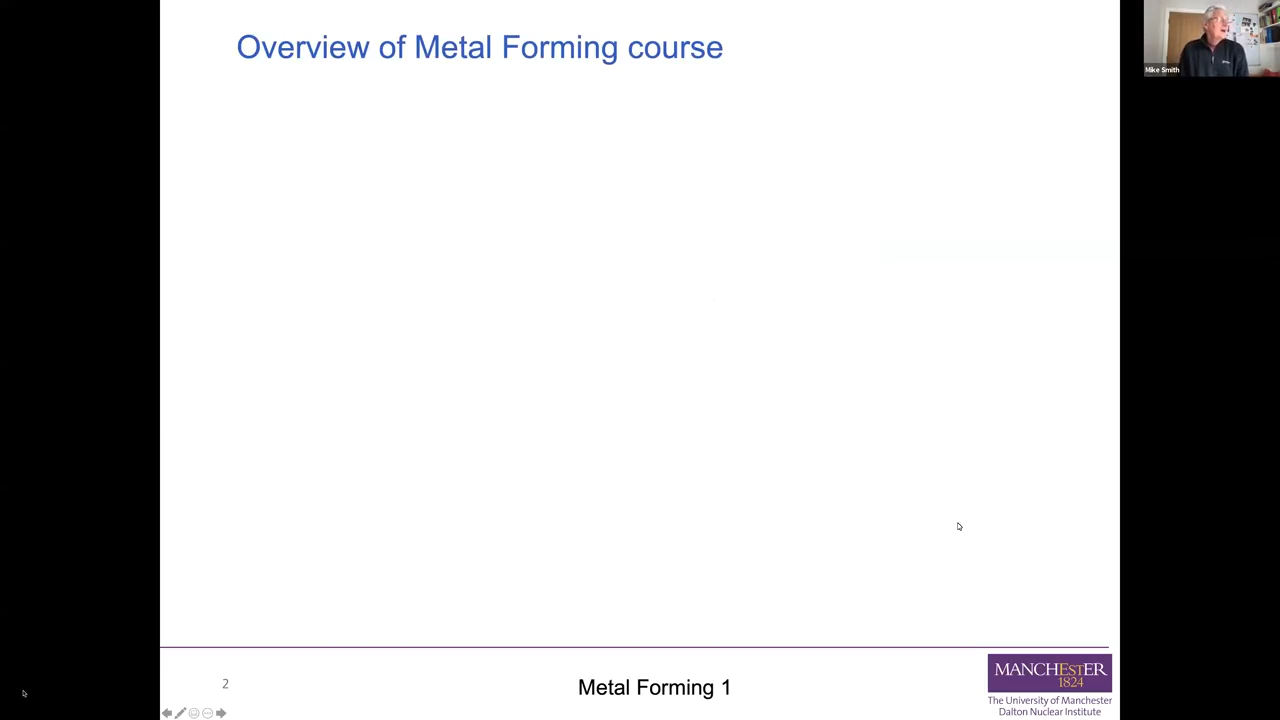 Overview of Metal Forming course
Mike Smith
2
Metal Forming 1
MANCHESTER
1824
The University of Manchester
Dalton Nuclear Institute